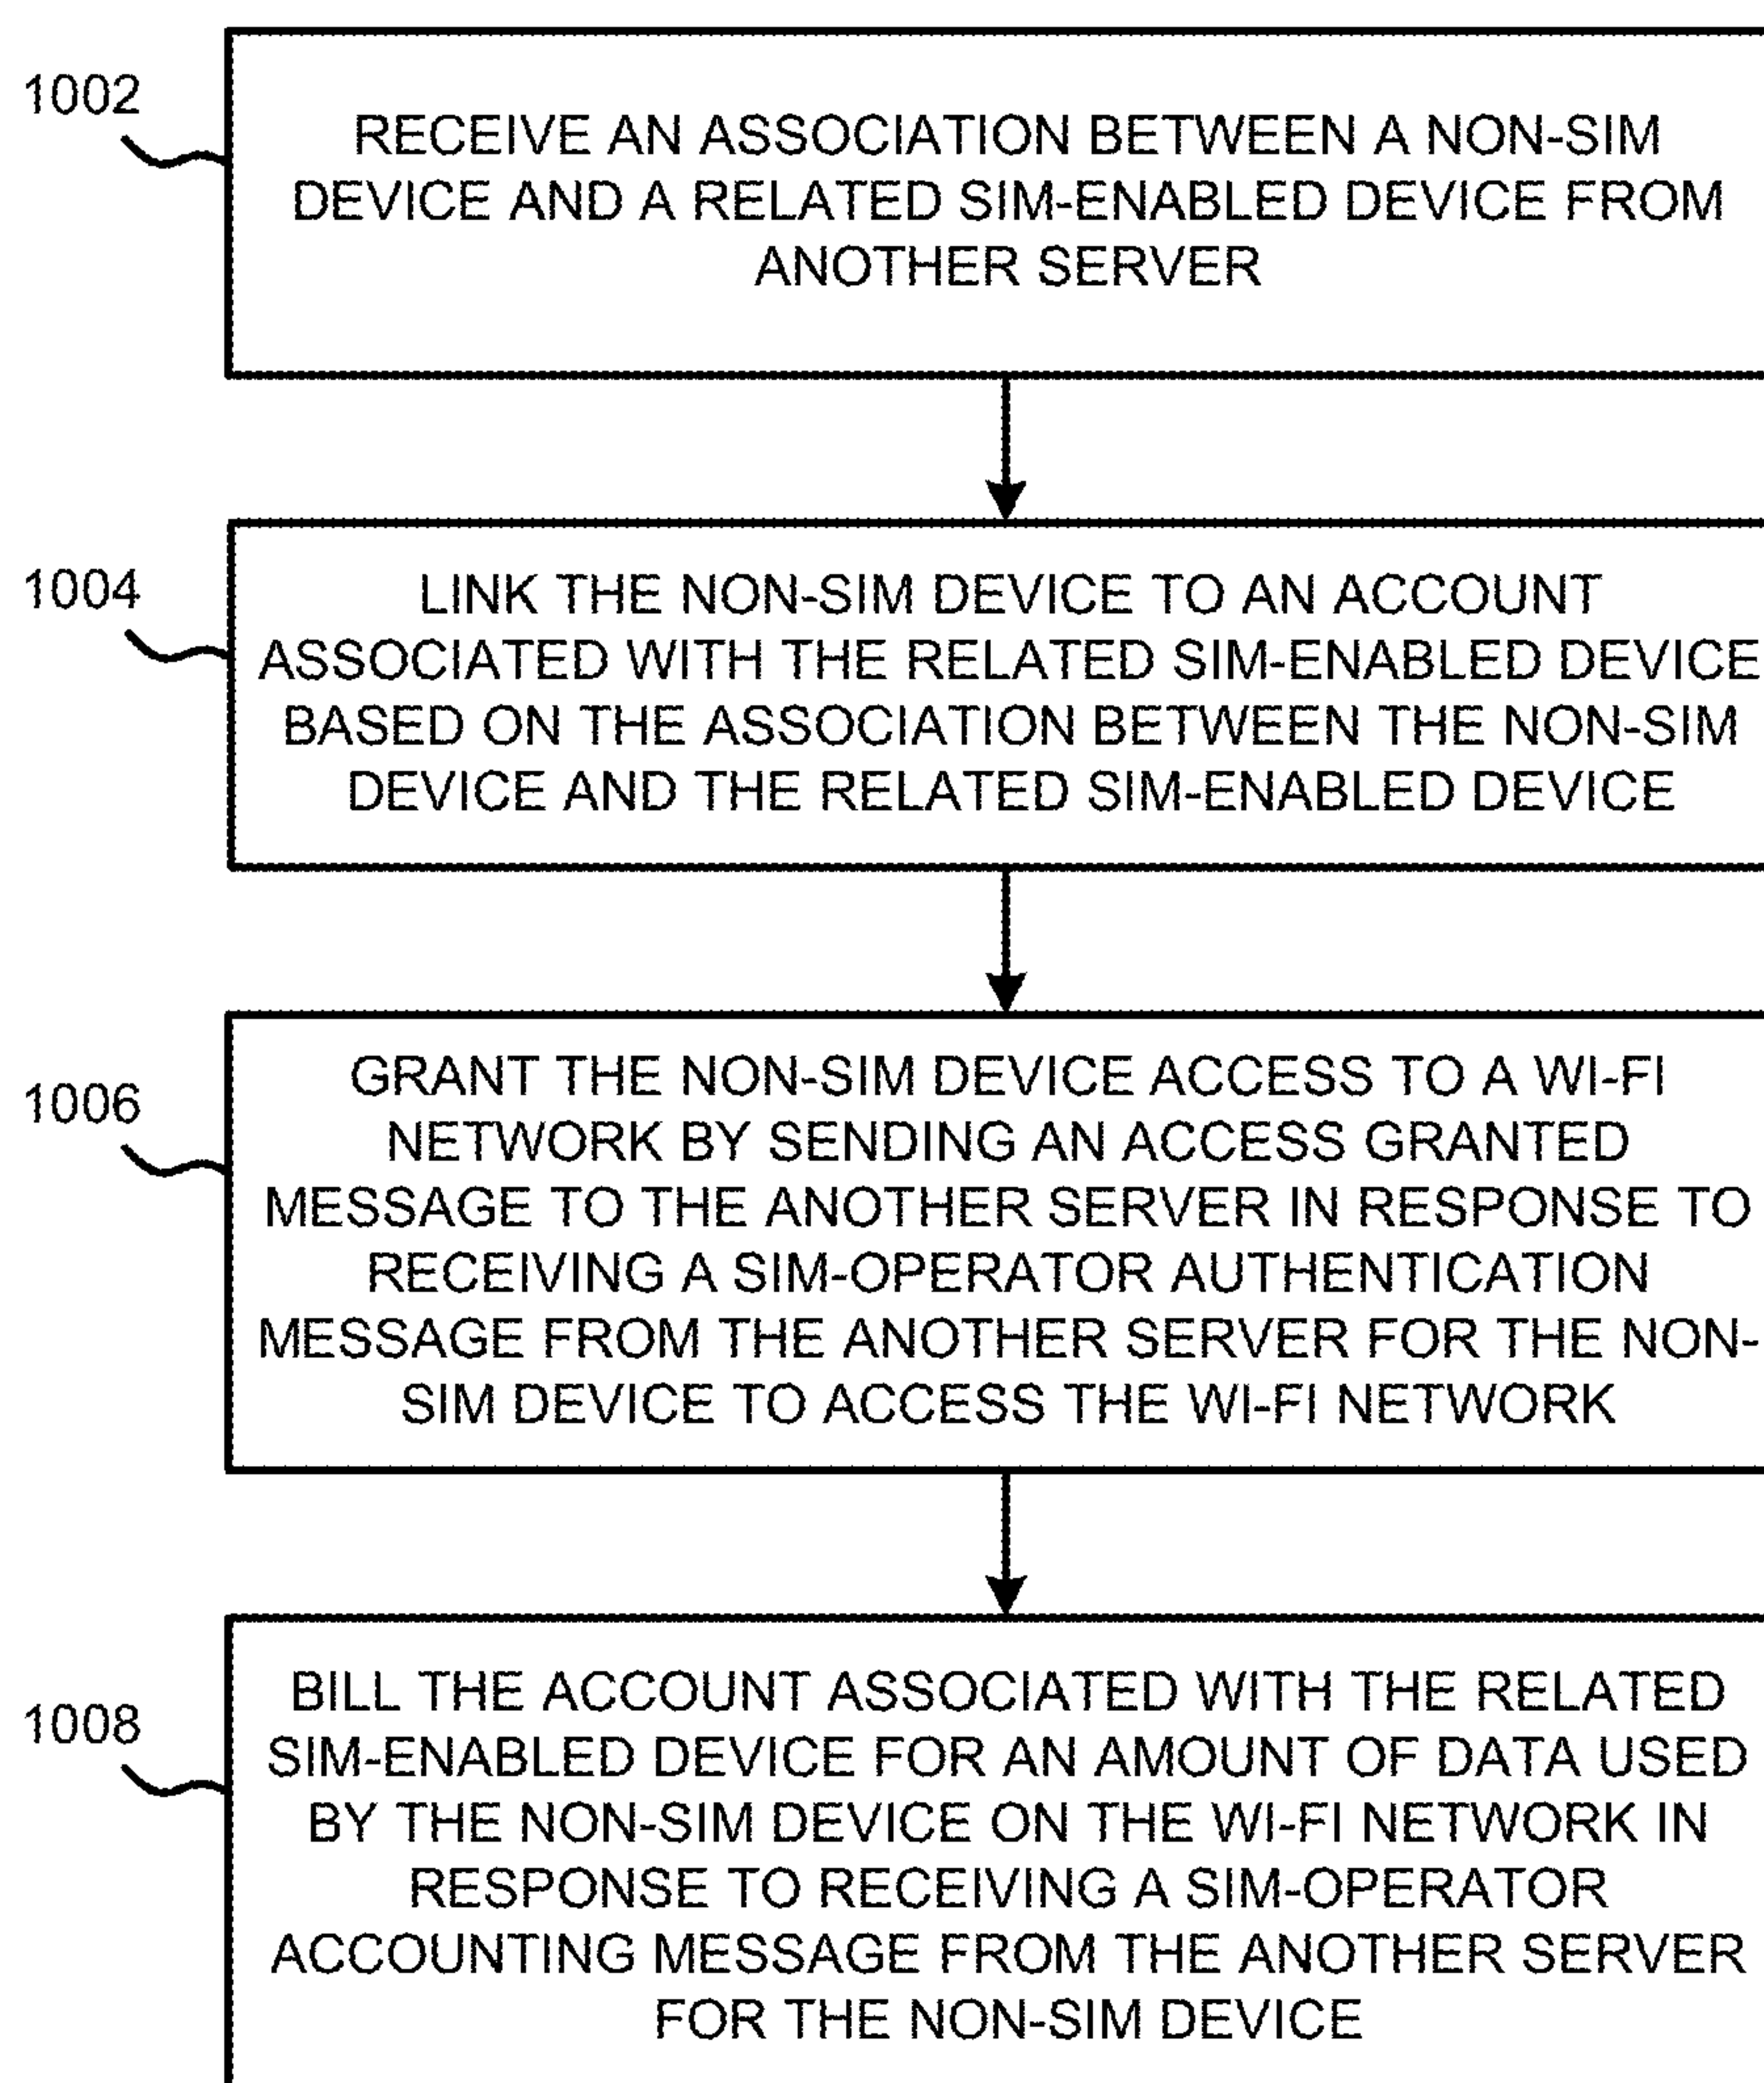 1002
RECEIVE AN ASSOCIATION BETWEEN A NON-SIM
DEVICE AND A RELATED SIM-ENABLED DEVICE FROM
ANOTHER SERVER
1004
LINK THE NON-SIM DEVICE TO AN ACCOUNT
ASSOCIATED WITH THE RELATED SIM-ENABLED DEVICE
BASED ON THE ASSOCIATION BETWEEN THE NON-SIM
DEVICE AND THE RELATED SIM-ENABLED DEVICE
1006
GRANT THE NON-SIM DEVICE ACCESS TO A WI-FI
NETWORK BY SENDING AN ACCESS GRANTED
MESSAGE TO THE ANOTHER SERVER IN RESPONSE TO
RECEIVING A SIM-OPERATOR AUTHENTICATION
MESSAGE FROM THE ANOTHER SERVER FOR THE NON-
SIM DEVICE TO ACCESS THE WI-FI NETWORK
1008
BILL THE ACCOUNT ASSOCIATED WITH THE RELATED
SIM-ENABLED DEVICE FOR AN AMOUNT OF DATA USED
BY THE NON-SIM DEVICE ON THE WI-FI NETWORK IN
RESPONSE TO RECEIVING A SIM-OPERATOR
ACCOUNTING MESSAGE FROM THE ANOTHER SERVER
FOR THE NON-SIM DEVICE